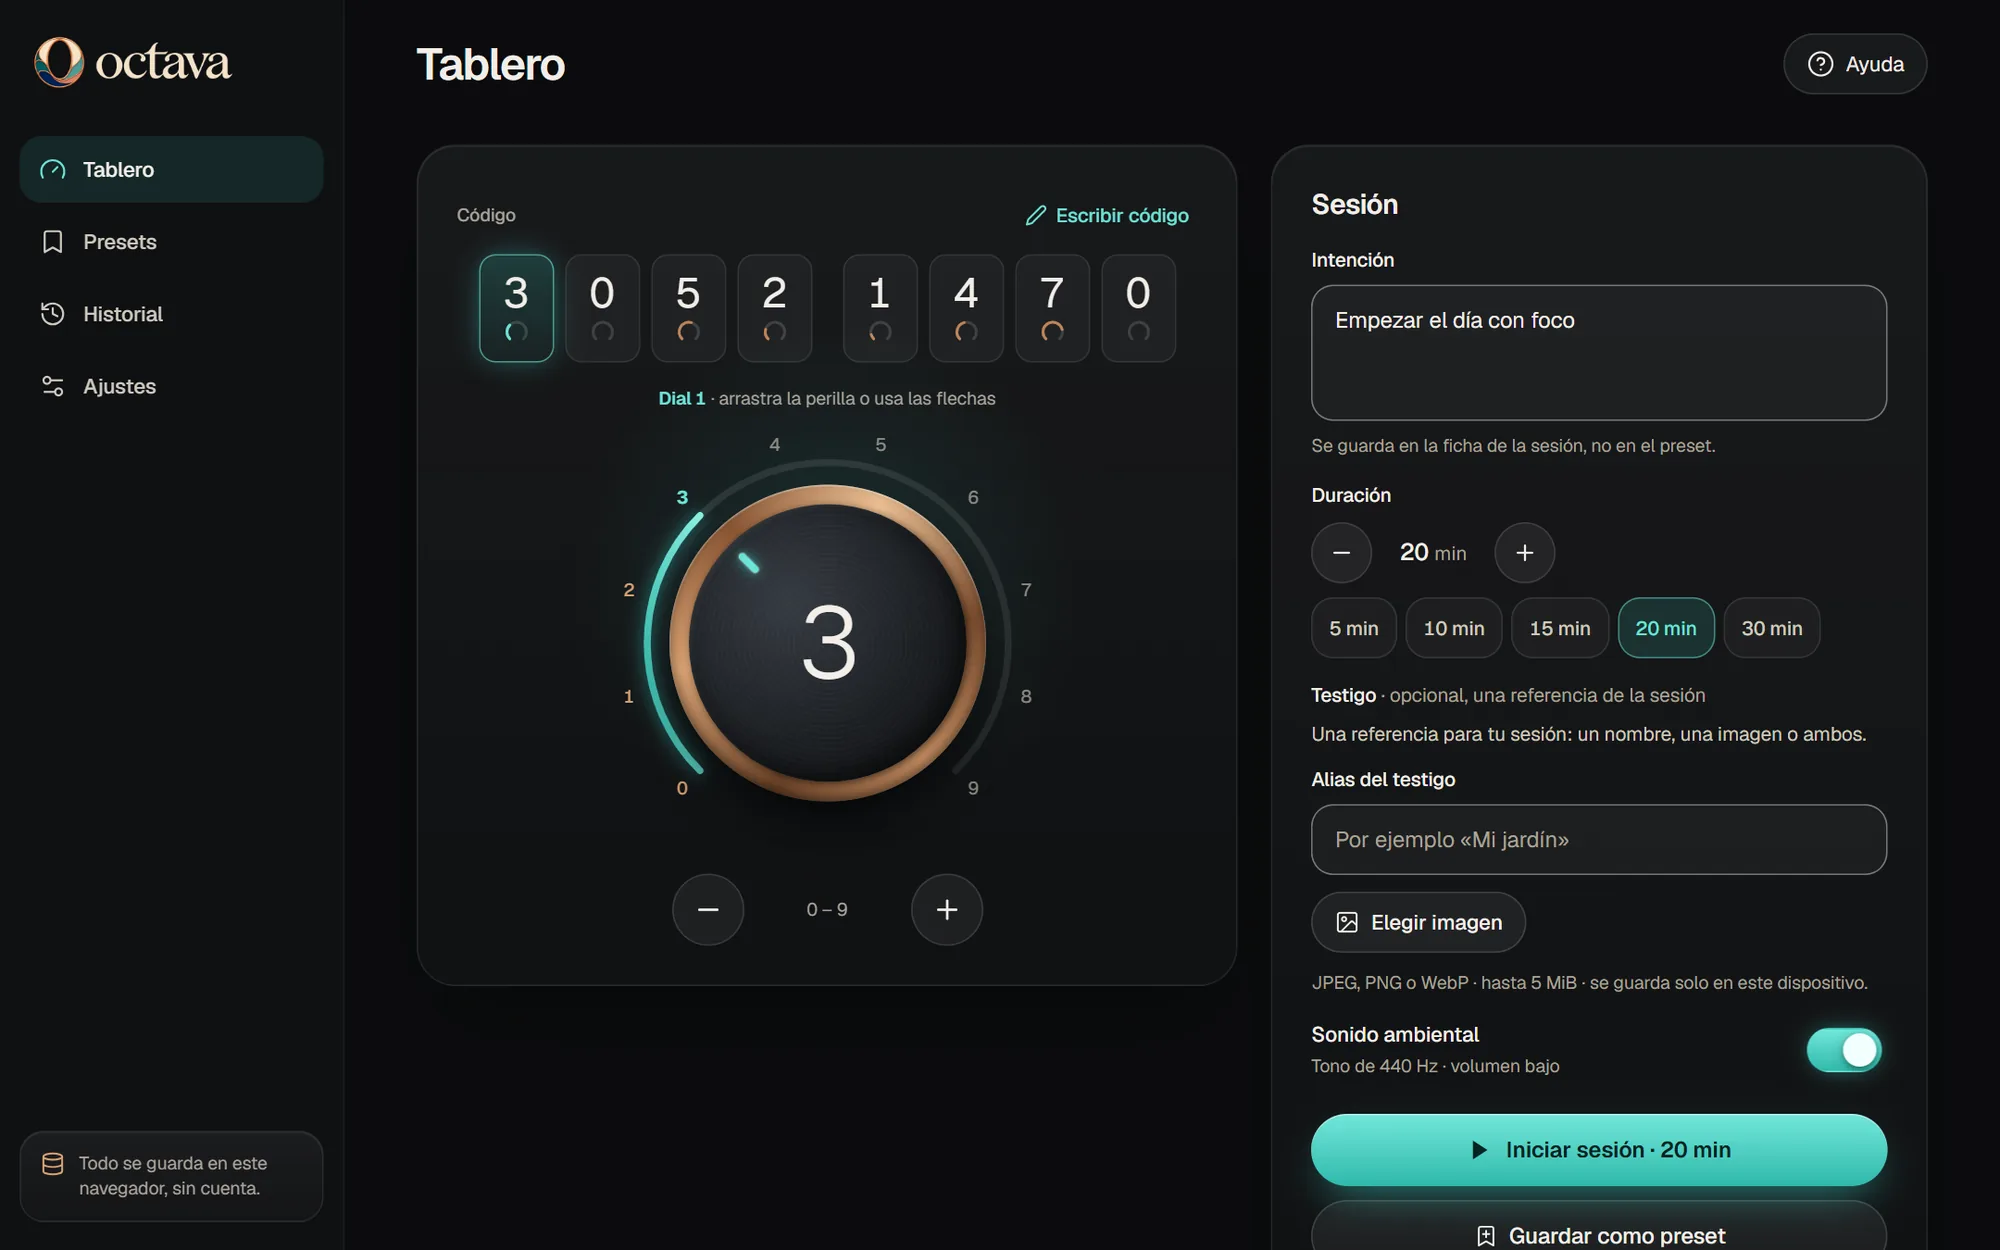 octava
Tablero
Presets
Historial
Ajustes
Todo se guarda en este
navegador, sin cuenta.
Tablero
Ayuda
Código
Escribir código
3 0 5 2 1 4 7 0
Dial 1 · arrastra la perilla o usa las flechas
4 5
3 6
2 7
3
1 8
0 9
0 – 9
Sesión
Intención
Empezar el día con foco
Se guarda en la ficha de la sesión, no en el preset.
Duración
20 min
5 min 10 min 15 min 20 min 30 min
Testigo · opcional, una referencia de la sesión
Una referencia para tu sesión: un nombre, una imagen o ambos.
Alias del testigo
Por ejemplo «Mi jardín»
Elegir imagen
JPEG, PNG o WebP · hasta 5 MiB · se guarda solo en este dispositivo.
Sonido ambiental
Tono de 440 Hz · volumen bajo
Iniciar sesión · 20 min
Guardar como preset